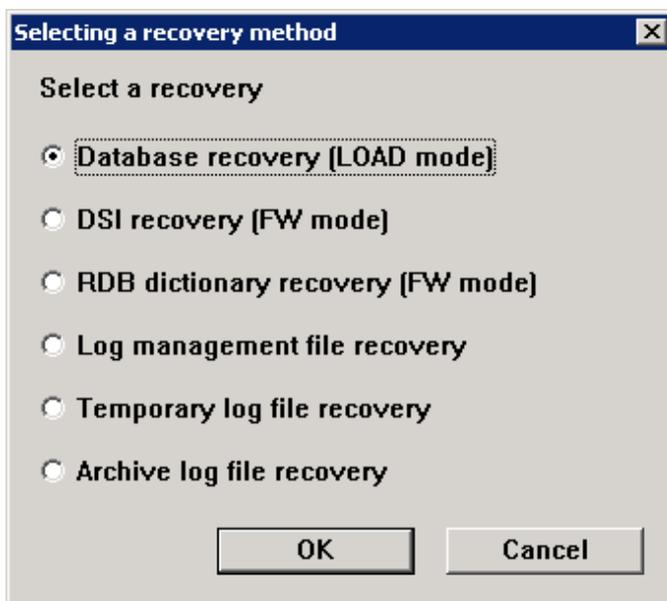 Selecting a recovery method
Select a recovery
Database recovery (LOAD mode)
DSI recovery (FW mode)
RDB dictionary recovery (FW mode)
Log management file recovery
Temporary log file recovery
Archive log file recovery
OK Cancel